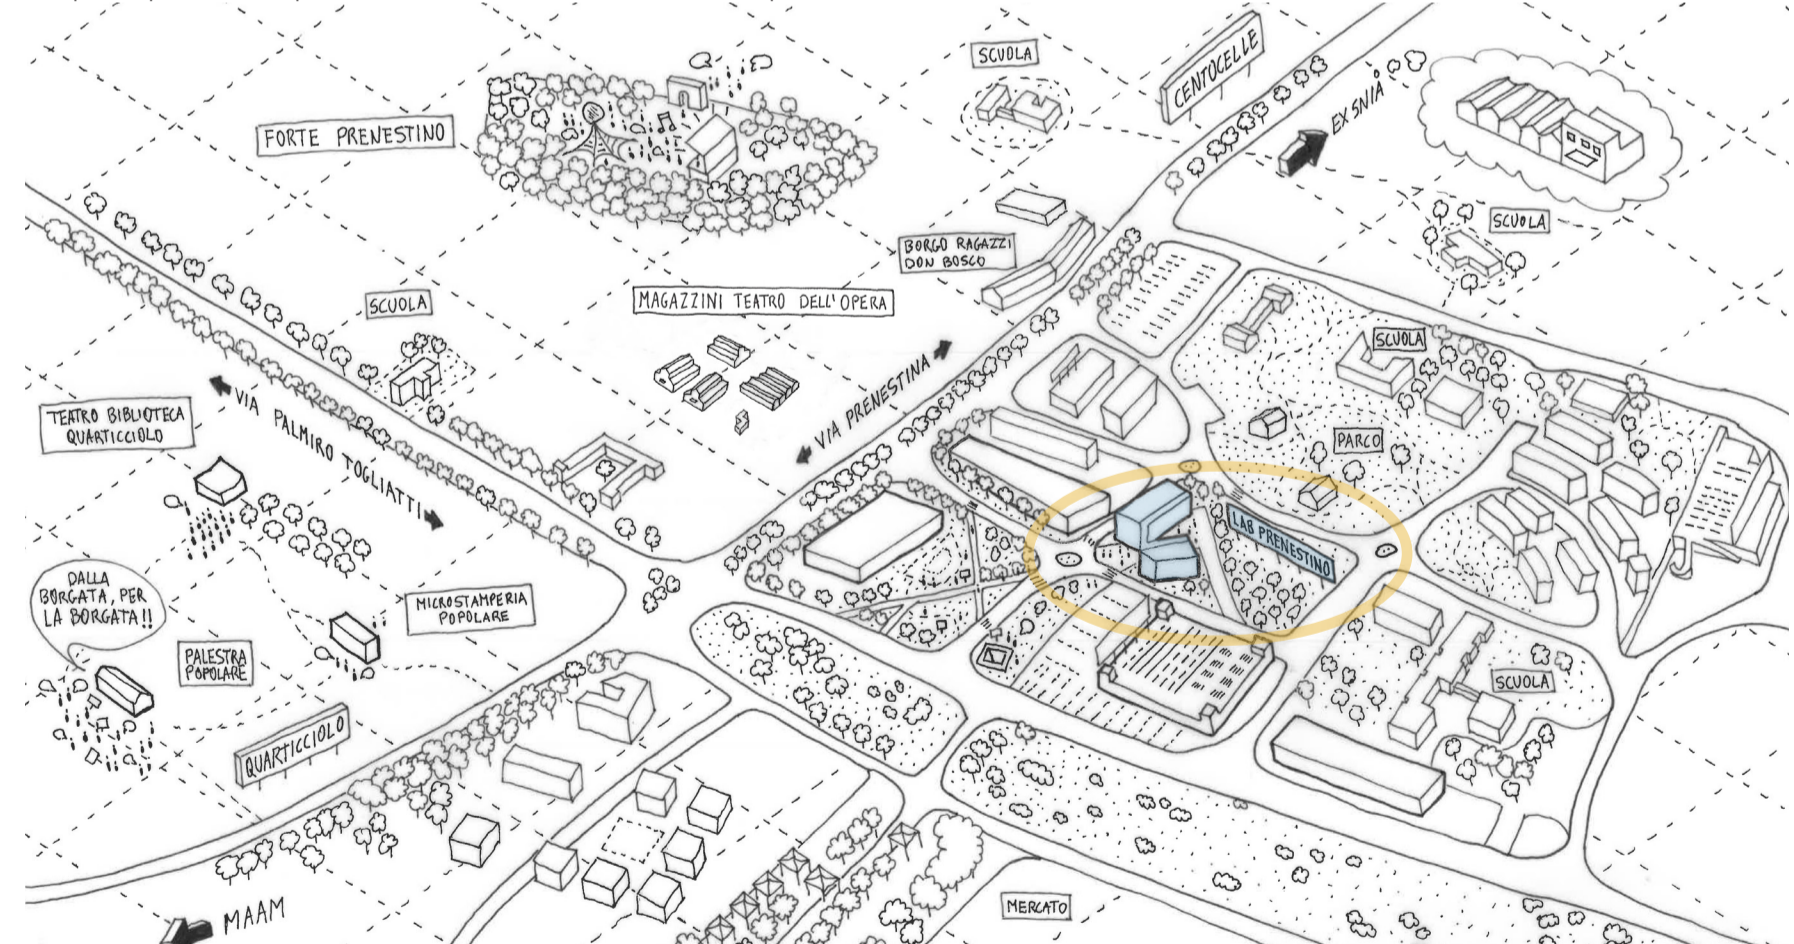 SCUOLA
CENTOCELLE
EX SNIA
FORTE PRENESTINO
SCUOLA
BORGO RAGAZZI
DON BOSCO
SCUOLA
MAGAZZINI TEATRO DELL'OPERA
SCUOLA
PARCO
VIA PRENESTINA
VIA PALMIRO TOGLIATTI
TEATRO BIBLIOTECA
QUARTICCIOLO
LAB PRENESTINO
DALLA
BORGATA, PER
LA BORGATA!!
MICROSTAMPERIA
POPOLARE
PALESTRA
POPOLARE
SCUOLA
QUARTICCIOLO
MAAM
MERCATO